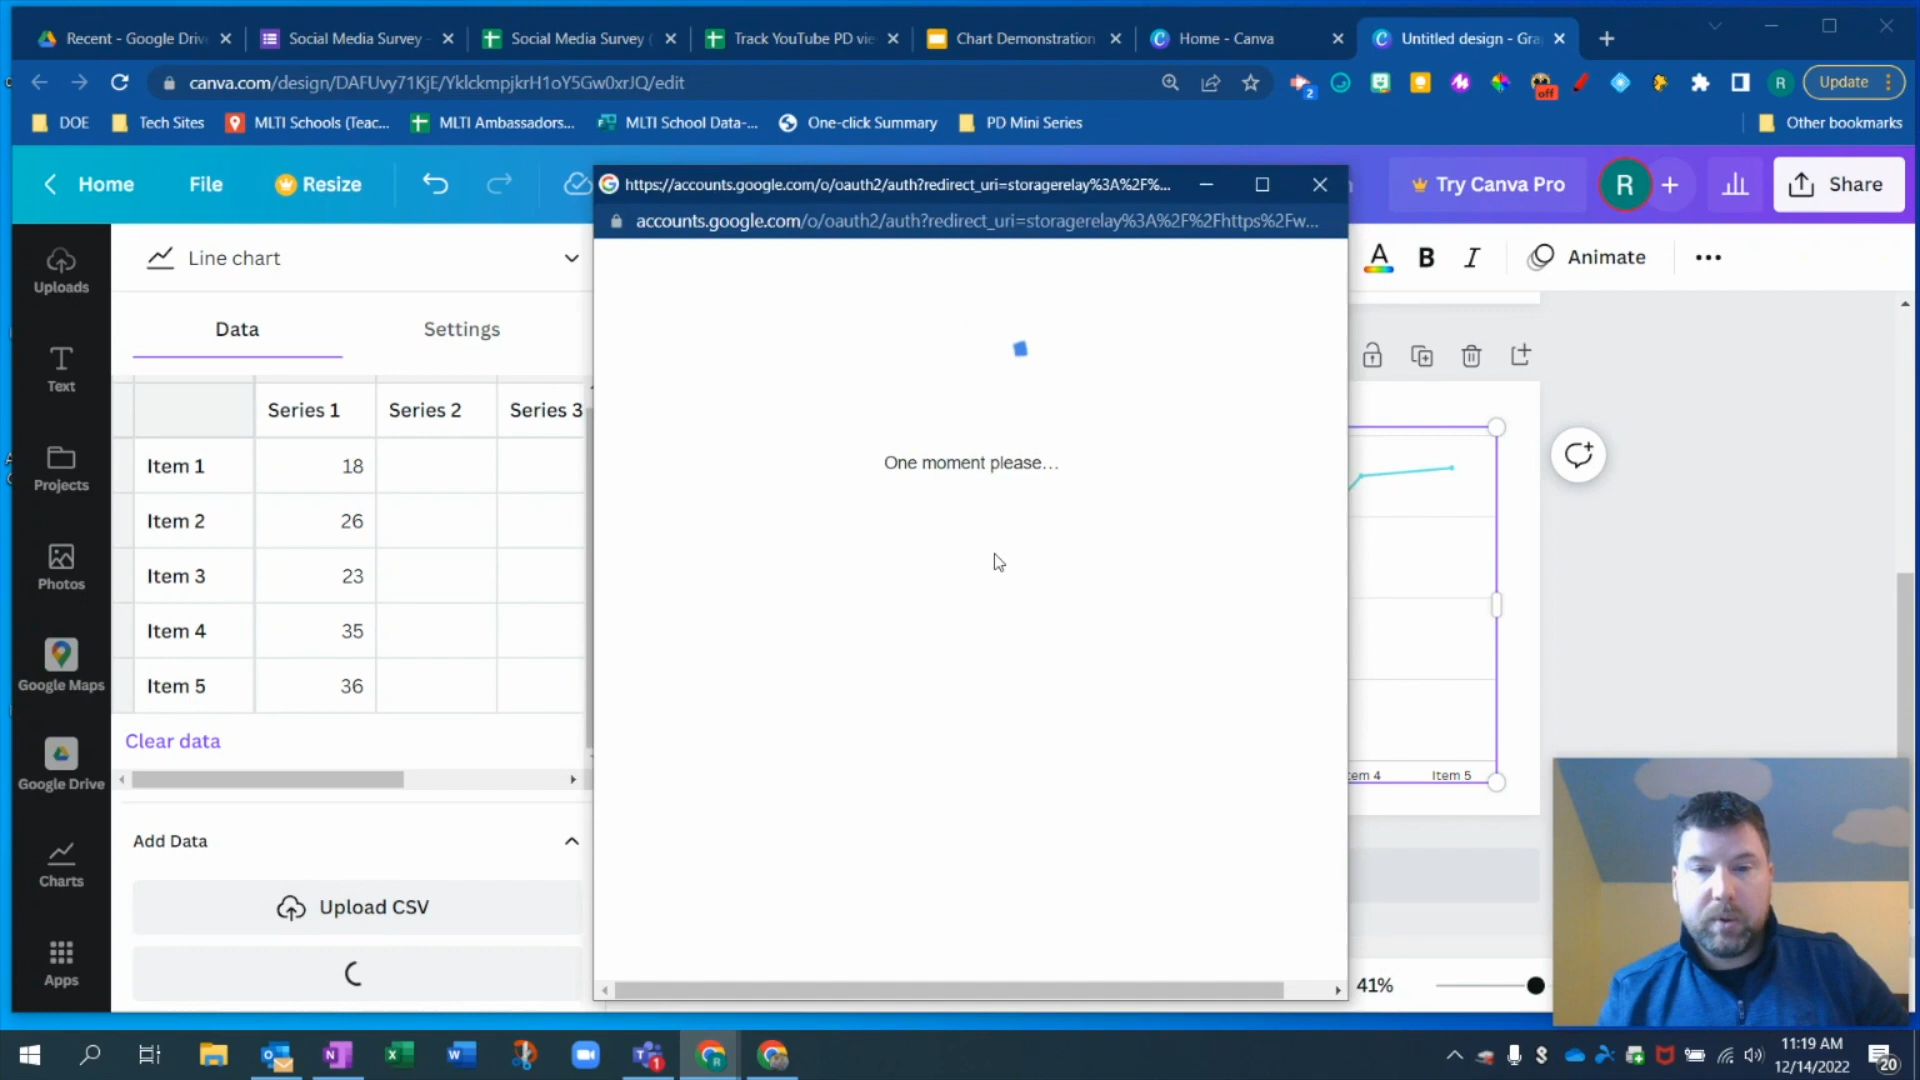 Recent - Google Driv
Social Media Survey -
Social Media Survey (
Track YouTube PD vie
Chart Demonstration
Home - Canva
Untitled design - Gra
canva.com/design/DAFUvy71KjE/YklckmpjkrH1oY5Gw0xrJQ/edit
2
off
R
Update
DOE
Tech Sites
MLTI Schools (Teac...
MLTI Ambassadors...
MLTI School Data-...
One-click Summary
PD Mini Series
Other bookmarks
Home
File
Resize
https://accounts.google.com/o/oauth2/auth?redirect_uri=storagerelay%3A%2F%...
Try Canva Pro
R
Share
accounts.google.com/o/oauth2/auth?redirect_uri=storagerelay%3A%2F%2Fhttps%2Fw...
Uploads
Text
Projects
Photos
Google Maps
Google Drive
Charts
Apps
Line chart
A B I
Animate
Data
Settings
Series 1 Series 2 Series 3
Item 1 18
Item 2 26
Item 3 23
Item 4 35
Item 5 36
Clear data
Add Data
Upload CSV
One moment please...
tem 4 Item 5
41%
11:19 AM
12/14/2022
20
1